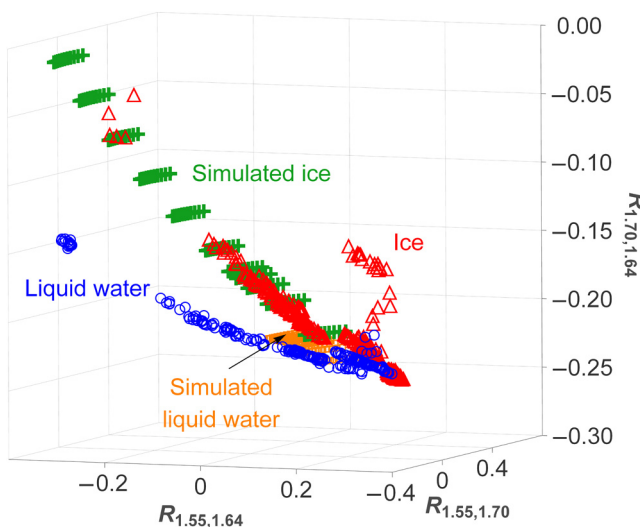 0.00
−0.05
−0.10
−0.15
−0.20
−0.25
−0.30
R1.70,1.64
Simulated ice
Ice
Liquid water
Simulated
liquid water
−0.2
0
0.2
−0.4
0
0.4
R1.55,1.64
R1.55,1.70